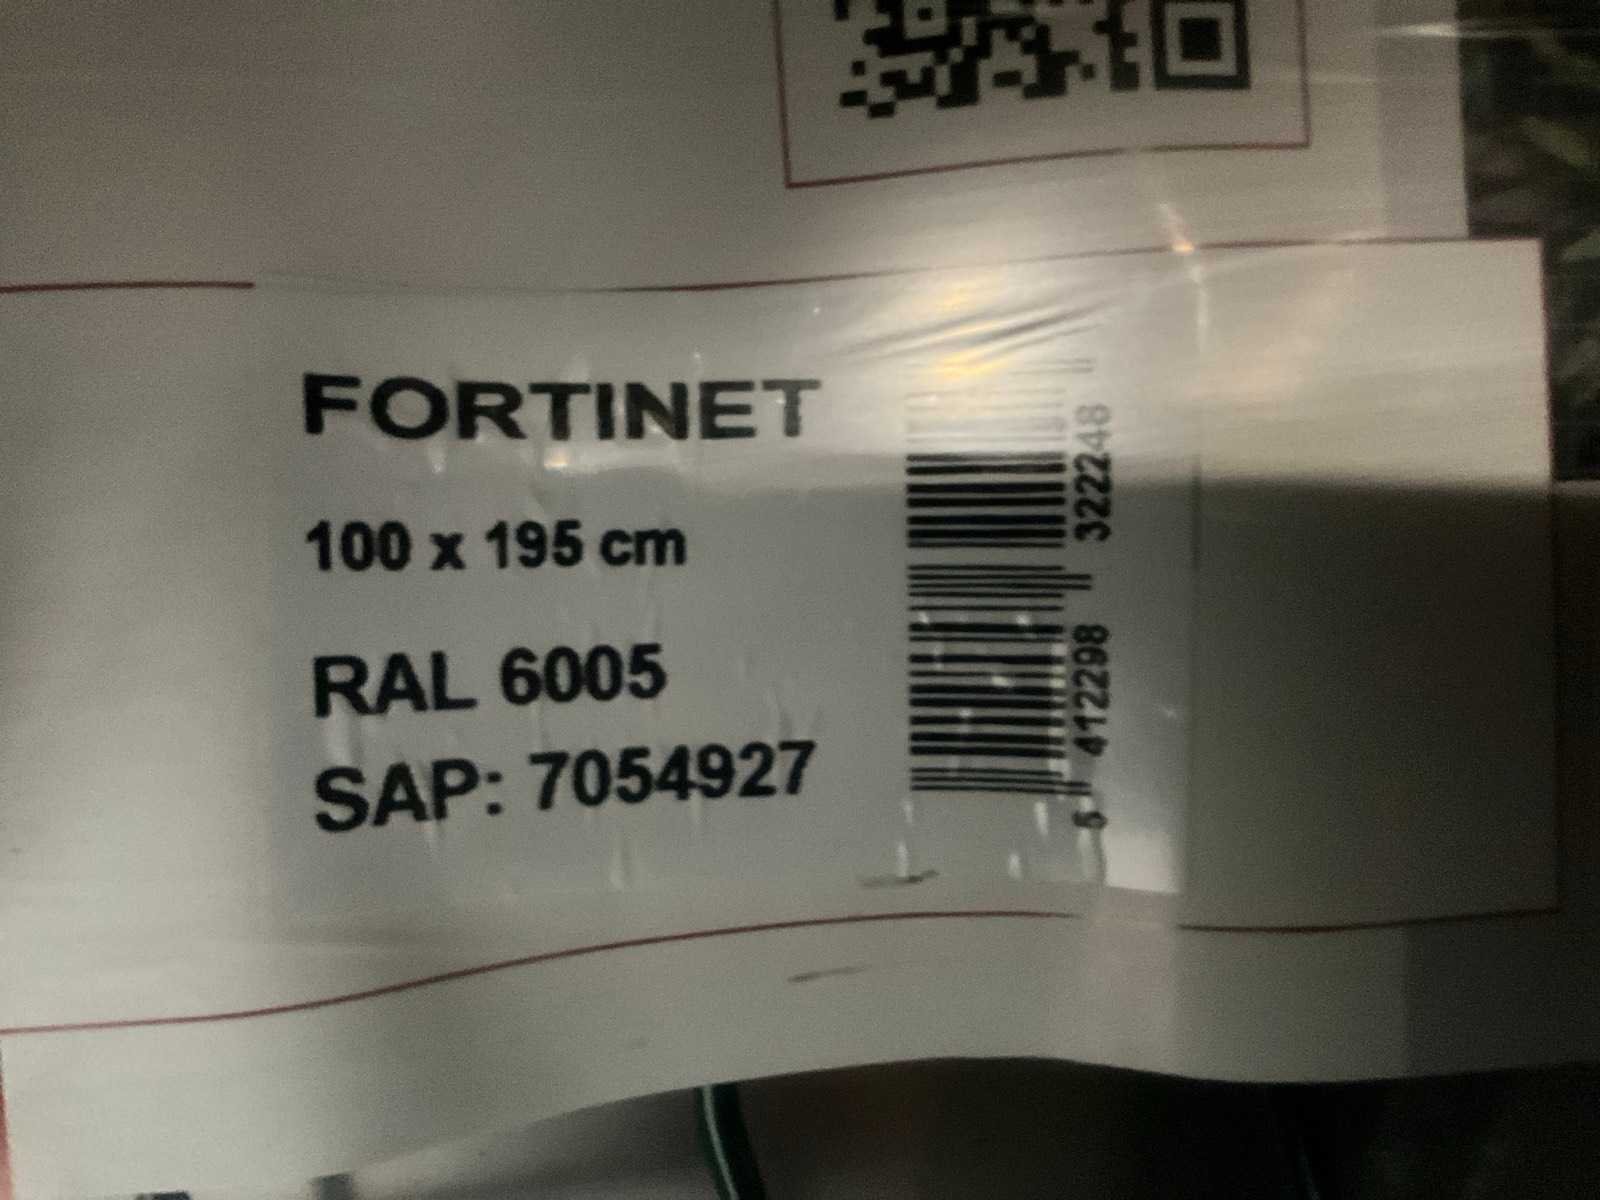 FORTINET
100 x 195 cm
RAL 6005
SAP: 7054927
5 412298 322248